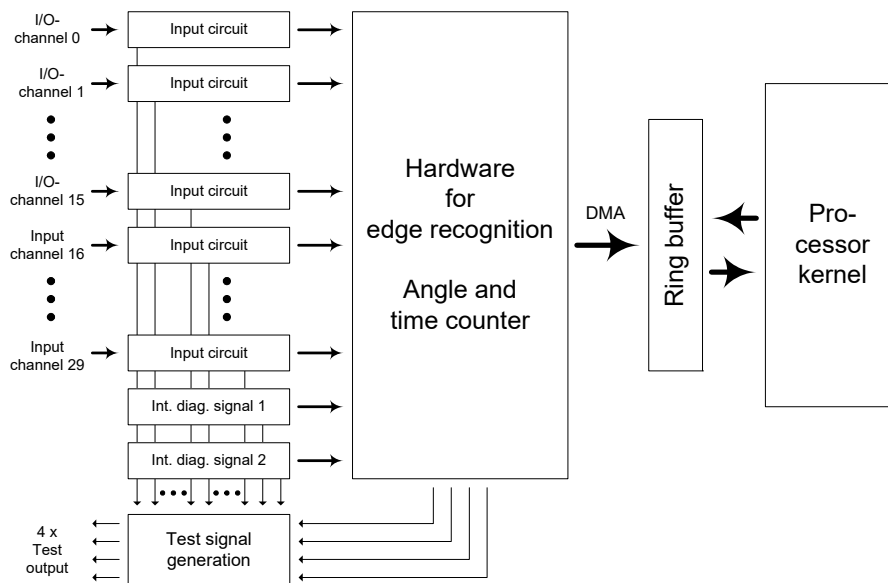 I/O-
channel 0
Input circuit
I/O-
channel 1
Input circuit
I/O-
channel 15
Input circuit
Input
channel 16
Input circuit
Input
channel 29
Input circuit
Int. diag. signal 1
Int. diag. signal 2
4 x
Test
output
Test signal
generation
Hardware
for
edge recognition
Angle and
time counter
DMA
Ring buffer
Pro-
cessor
kernel